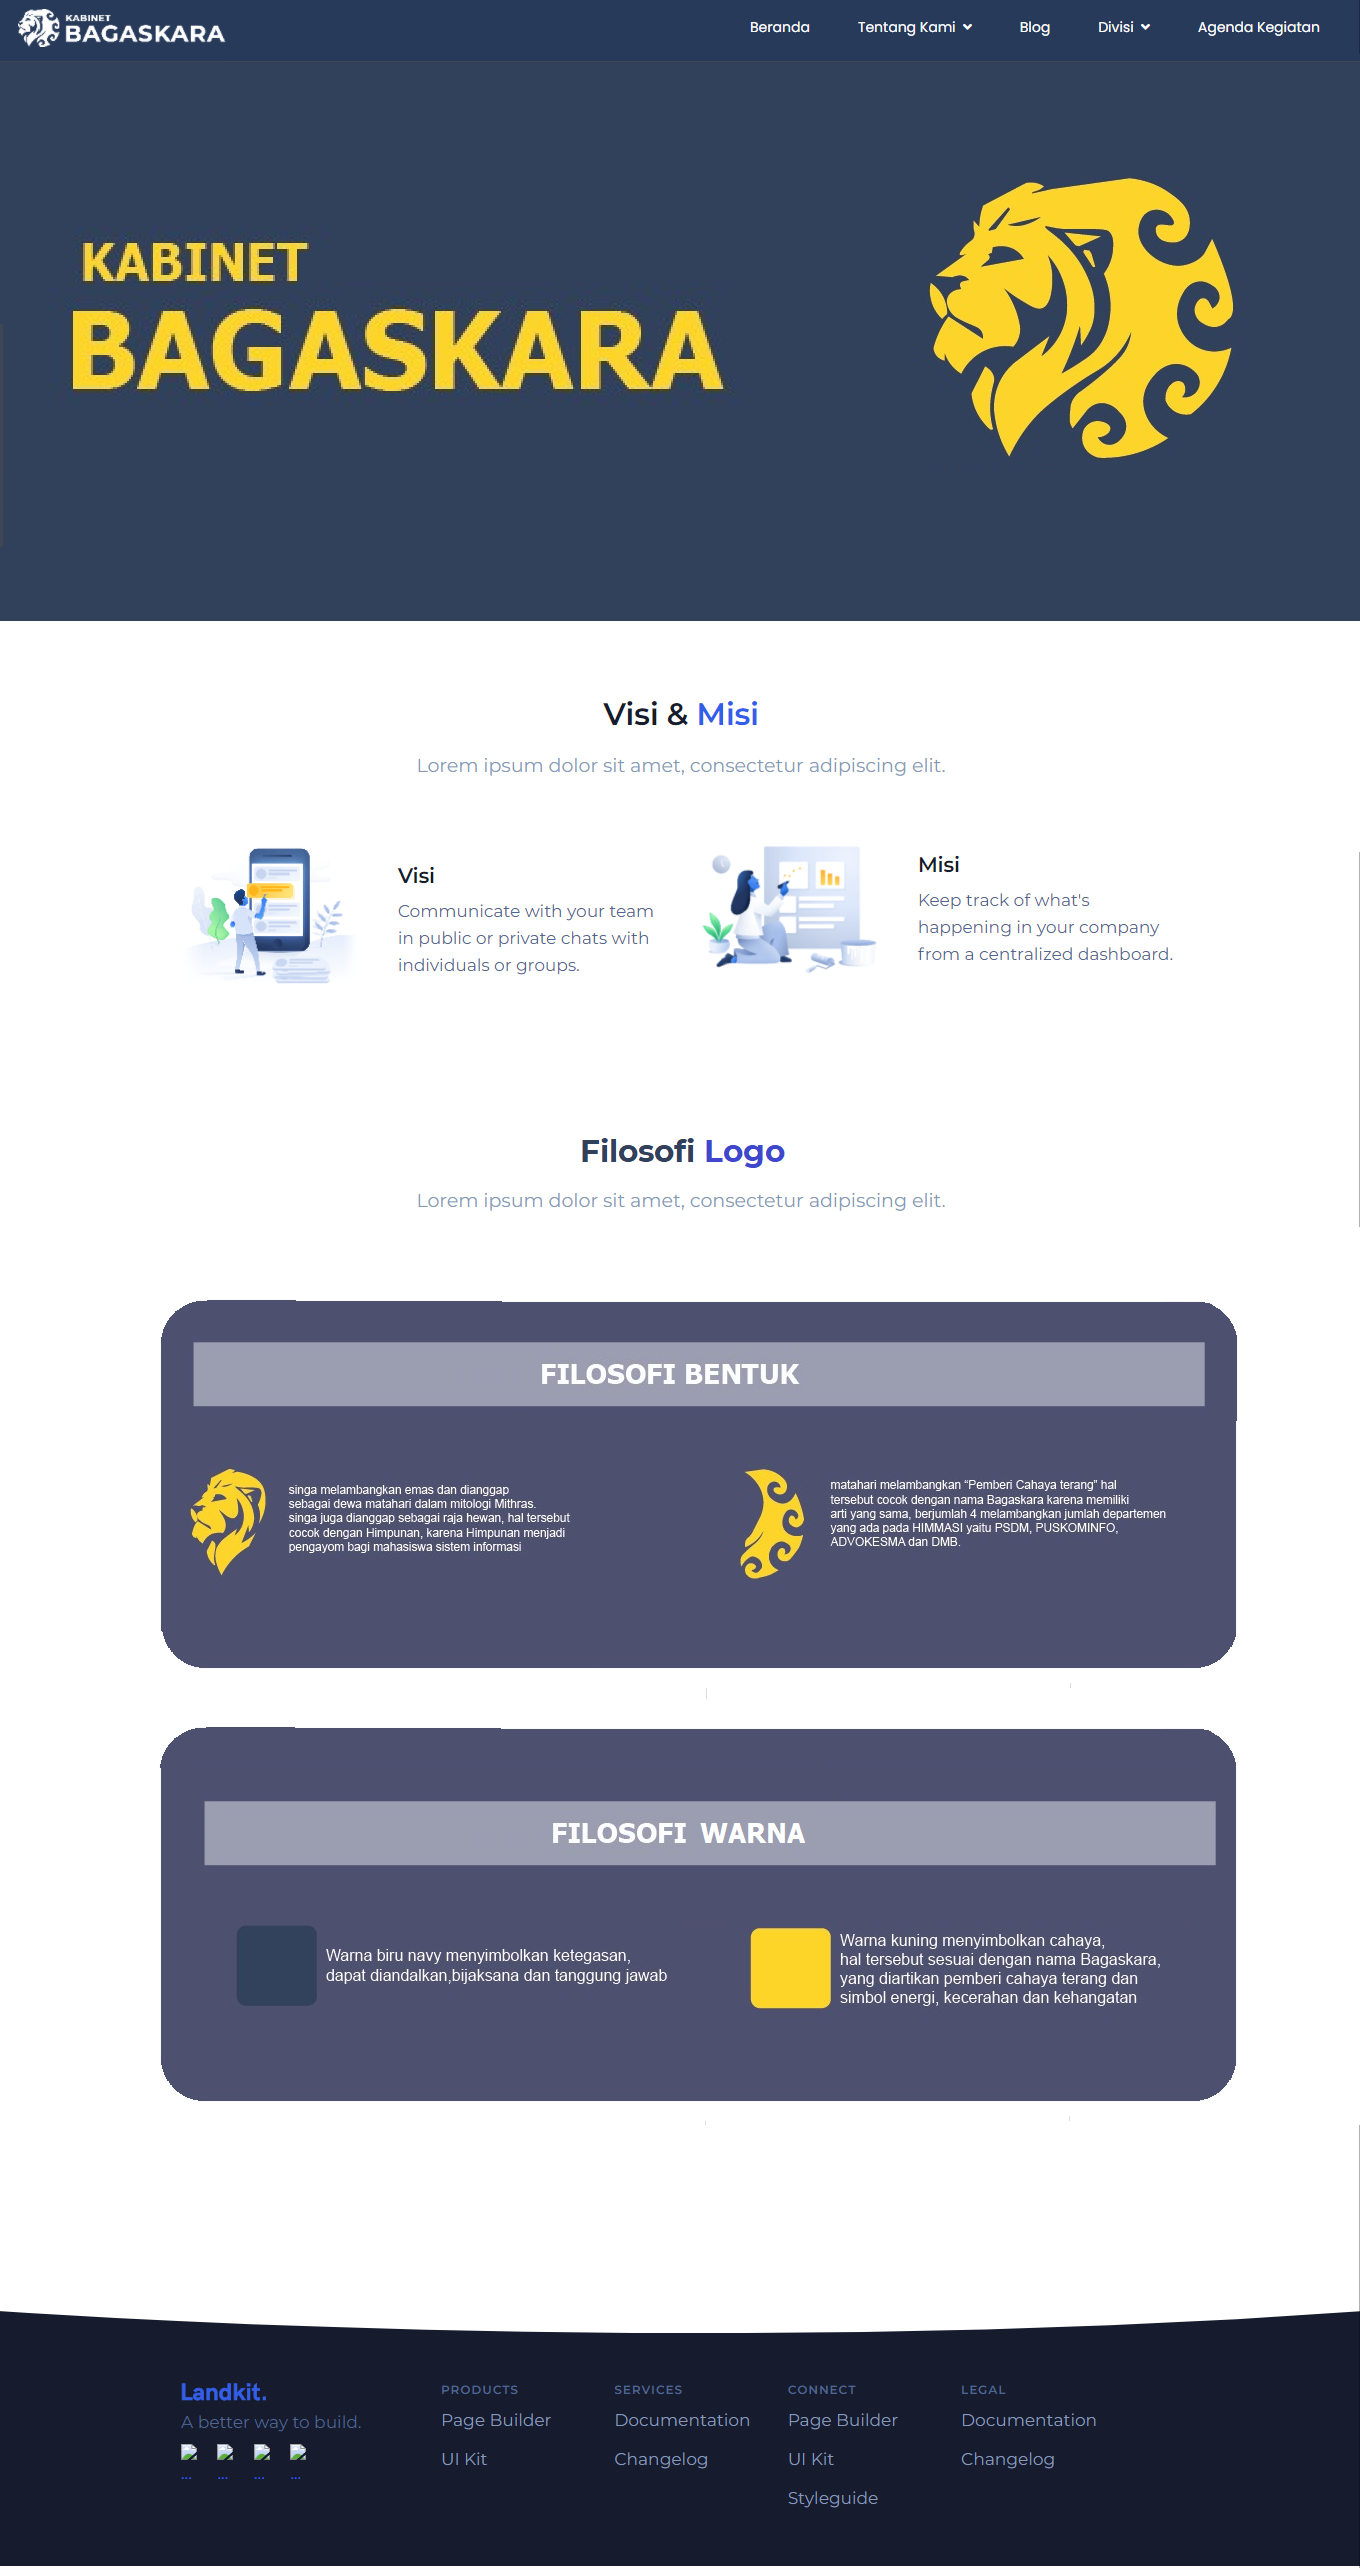 KABINET
BAGASKARA
Beranda
Tentang Kami
Blog
Divisi
Agenda Kegiatan
KABINET
BAGASKARA
Visi & Misi
Lorem ipsum dolor sit amet, consectetur adipiscing elit.
Visi
Communicate with your team
in public or private chats with
individuals or groups.
Misi
Keep track of what's
happening in your company
from a centralized dashboard.
Filosofi Logo
Lorem ipsum dolor sit amet, consectetur adipiscing elit.
FILOSOFI BENTUK
singa melambangkan emas dan dianggap
sebagai dewa matahari dalam mitologi Mithras.
singa juga dianggap sebagai raja hewan, hal tersebut
cocok dengan Himpunan, karena Himpunan menjadi
pengayom bagi mahasiswa sistem informasi
matahari melambangkan “Pemberi Cahaya terang” hal
tersebut cocok dengan nama Bagaskara karena memiliki
arti yang sama, berjumlah 4 melambangkan jumlah departemen
yang ada pada HIMMASI yaitu PSDM, PUSKOMINFO,
ADVOKESMA dan DMB.
FILOSOFI WARNA
Warna biru navy menyimbolkan ketegasan,
dapat diandalkan,bijaksana dan tanggung jawab
Warna kuning menyimbolkan cahaya,
hal tersebut sesuai dengan nama Bagaskara,
yang diartikan pemberi cahaya terang dan
simbol energi, kecerahan dan kehangatan
Landkit.
A better way to build.
... ... ... ...
PRODUCTS
Page Builder
UI Kit
SERVICES
Documentation
Changelog
CONNECT
Page Builder
UI Kit
Styleguide
LEGAL
Documentation
Changelog